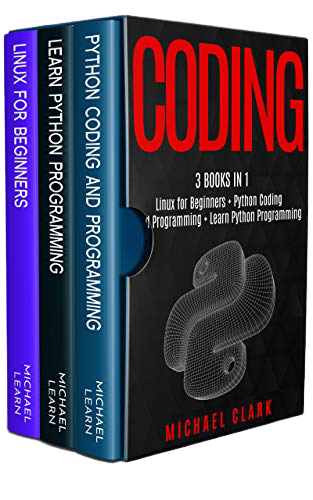 LINUX FOR BEGINNERS
MICHAEL
LEARN
LEARN PYTHON PROGRAMMING
MICHAEL
LEARN
PYTHON CODING AND PROGRAMMING
MICHAEL
LEARN
CODING
3 BOOKS IN 1
Linux for Beginners + Python Coding
d Programming + Learn Python Programming
MICHAEL CLARK